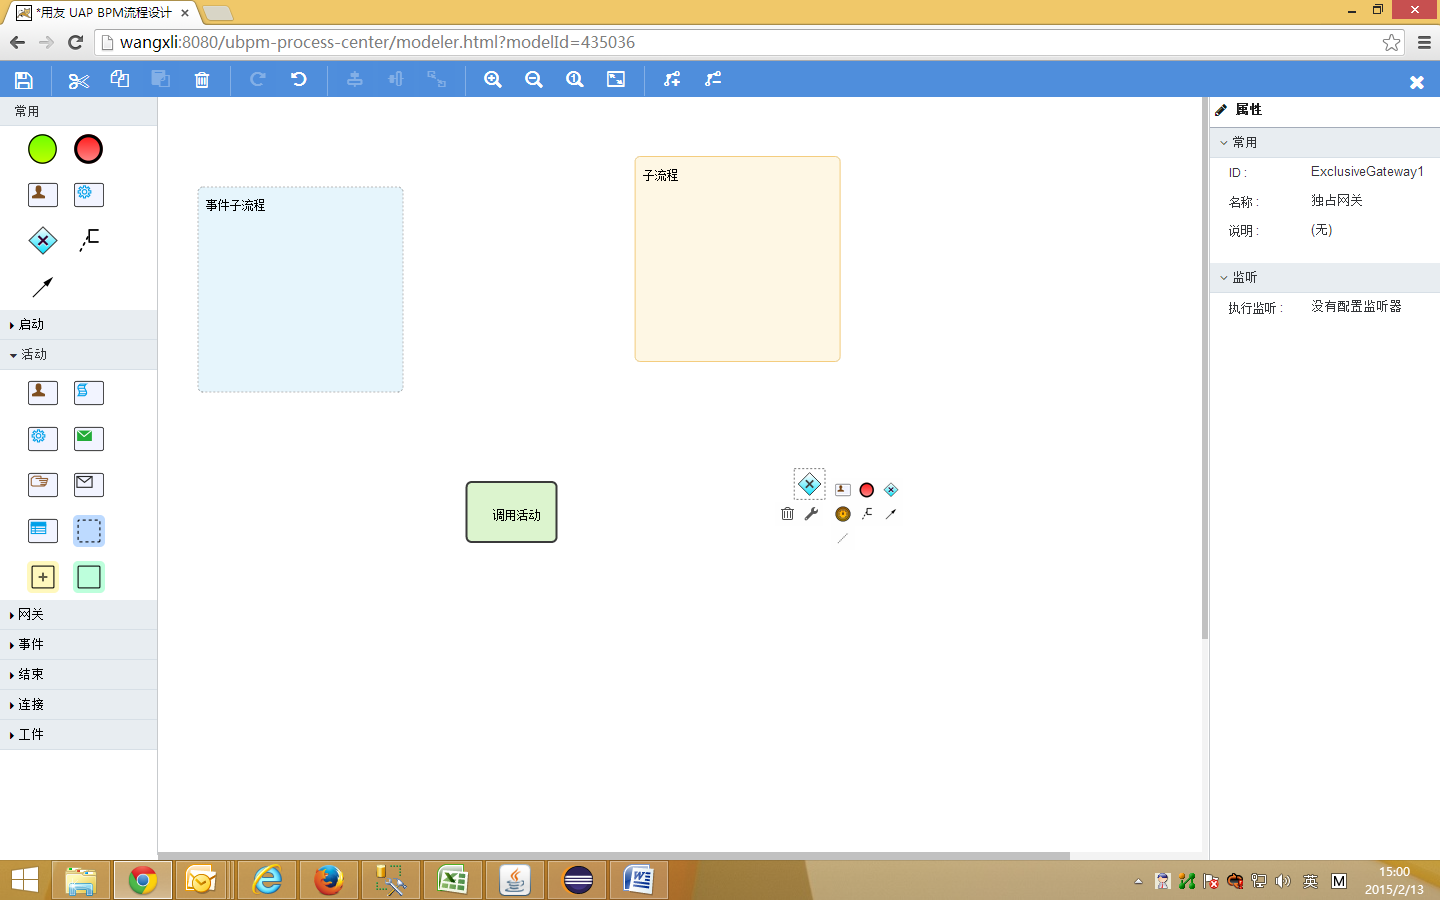 *用友 UAP BPM流程设计
wangxli:8080/ubpm-process-center/modeler.html?modelId=435036
常用
启动
活动
网关
事件
结束
连接
工件
事件子流程
子流程
调用活动
属性
常用
ID : ExclusiveGateway1
名称 : 独占网关
说明 : (无)
监听
执行监听 : 没有配置监听器
英 M
15:00
2015/2/13